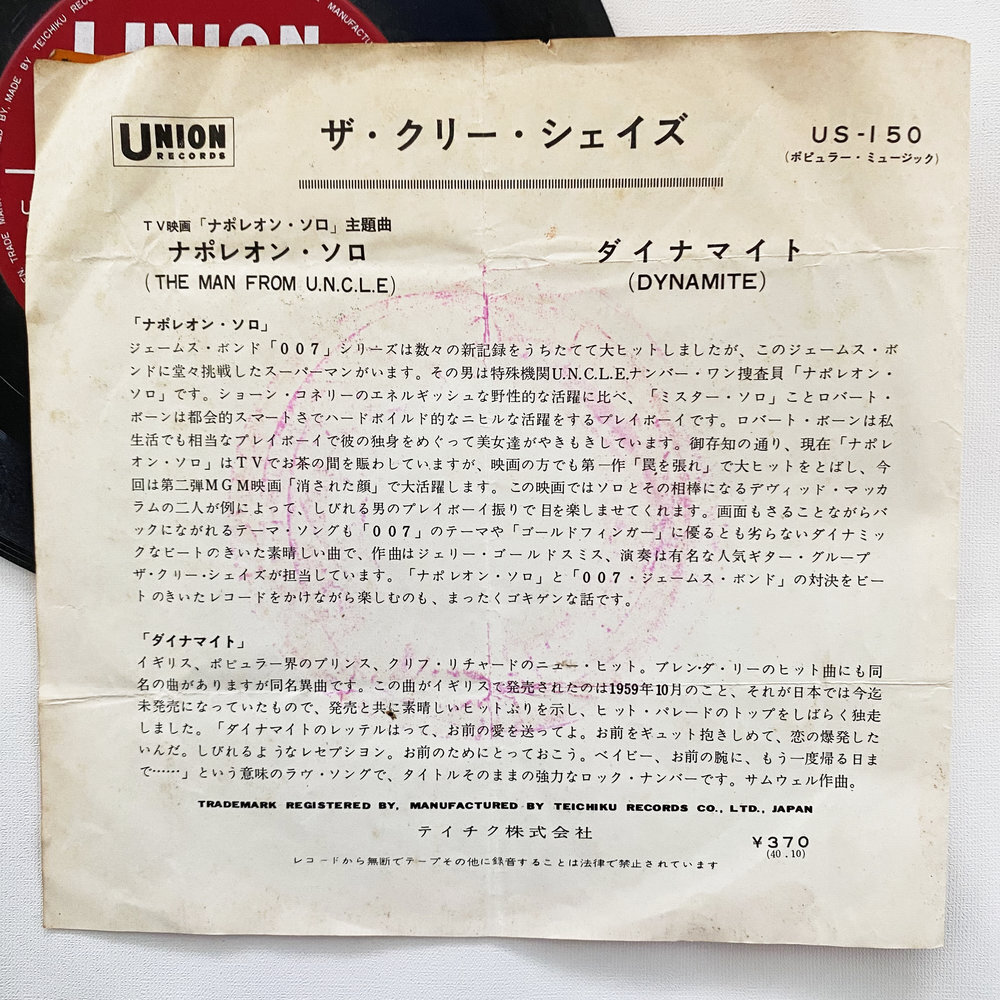 UNION
MADE BY TEICHIKU RECORDS
MANUFACTURED
UNION
RECORDS
ザ・クリー・シェイズ
US-150
(ポピュラー・ミュージック)
TV映画「ナポレオン・ソロ」主題曲
ナポレオン・ソロ
(THE MAN FROM U.N.C.L.E)
ダイナマイト
(DYNAMITE)
「ナポレオン・ソロ」
ジェームス・ボンド「007」シリーズは数々の新記録をうちたてて大ヒットしましたが、このジェームス・ボ
ンドに堂々挑戦したスーパーマンがいます。その男は特殊機関U.N.C.L.E.ナンバー・ワン捜査員「ナポレオン・
ソロ」です。ショーン・コネリーのエネルギッシュな野性的な活躍に比べ、「ミスター・ソロ」ことロバート・
ボーンは都会的スマートさでハードボイルド的なニヒルな活躍をするプレイボーイです。ロバート・ボーンは私
生活でも相当なプレイボーイで彼の独身をめぐって美女達がやきもきしています。御存知の通り、現在「ナポレ
オン・ソロ」はTVでお茶の間を賑わしていますが、映画の方でも第一作「罠を張れ」で大ヒットをとばし、今
回は第二弾MGM映画「消された顔」で大活躍します。この映画ではソロとその相棒になるデヴィッド・マッカ
ラムの二人が例によって、しびれる男のプレイボーイ振りで目を楽しませてくれます。画面もさることながらバ
ックにながれるテーマ・ソングも「007」のテーマや「ゴールドフィンガー」に優るとも劣らないダイナミッ
クなビートのきいた素晴しい曲で、作曲はジェリー・ゴールドスミス、演奏は有名な人気ギター・グループ
ザ・クリー・シェイズが担当しています。「ナポレオン・ソロ」と「007・ジェームス・ボンド」の対決をビー
トのきいたレコードをかけながら楽しむのも、まったくゴキゲンな話です。
「ダイナマイト」
イギリス、ポピュラー界のプリンス、クリフ・リチャードのニュー・ヒット。ブレンダ・リーのヒット曲にも同
名の曲がありますが同名異曲です。この曲がイギリスで発売されたのは1959年10月のこと、それが日本では今迄
未発売になっていたもので、発売と共に素晴しいヒットぶりを示し、ヒット・パレードのトップをしばらく独走
しました。「ダイナマイトのレッテルはって、お前の愛を送ってよ。お前をギュット抱きしめて、恋の爆発した
いんだ。しびれるようなレセプション。お前のためにとっておこう。ベイビー、お前の腕に、もう一度帰る日ま
で……」という意味のラヴ・ソングで、タイトルそのままの強力なロック・ナンバーです。サムウェル作曲。
TRADEMARK REGISTERED BY, MANUFACTURED BY TEICHIKU RECORDS CO., LTD., JAPAN
テイチク株式会社
¥370
(40.10)
レコードから無断でテープその他に録音することは法律で禁止されています